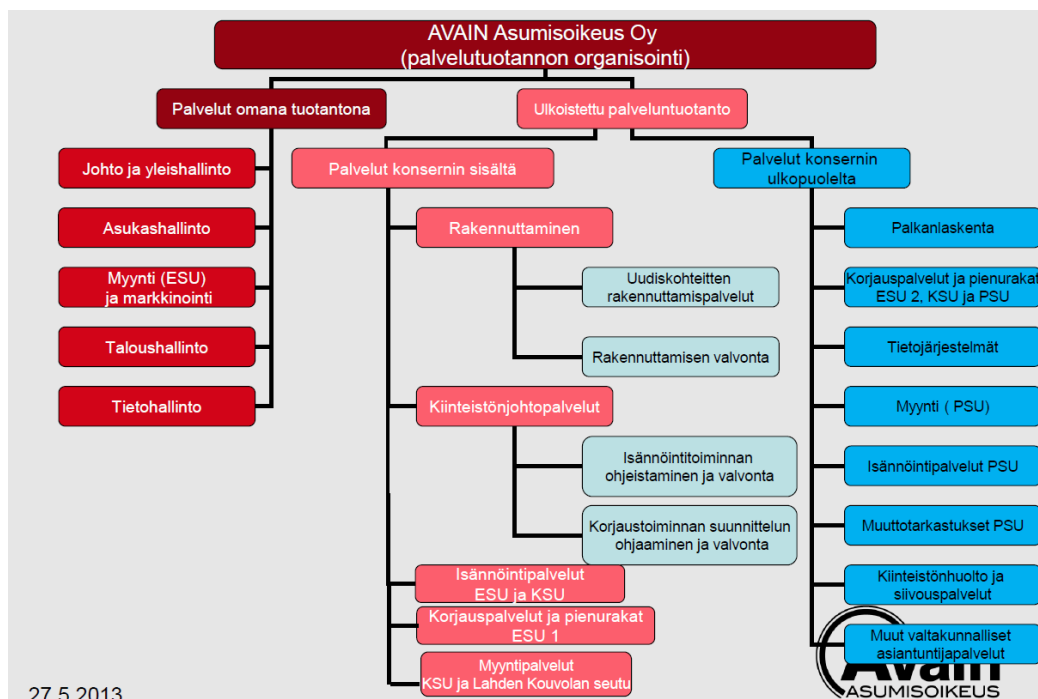 AVAIN Asumisoikeus Oy
(palvelutuotannon organisointi)
Palvelut omana tuotantona
Ulkoistettu palveluntuotanto
Johto ja yleishallinto
Asukashallinto
Myynti (ESU)
ja markkinointi
Taloushallinto
Tietohallinto
Palvelut konsernin sisältä
Rakennuttaminen
Uudiskohteitten
rakennuttamispalvelut
Rakennuttamisen valvonta
Kiinteistönjohtopalvelut
Isännöintitoiminnan
ohjeistaminen ja valvonta
Korjaustoiminnan suunnittelun
ohjaaminen ja valvonta
Isännöintipalvelut
ESU ja KSU
Korjauspalvelut ja pienurakat
ESU 1
Myyntipalvelut
KSU ja Lahden Kouvolan seutu
Palvelut konsernin
ulkopuolelta
Palkanlaskenta
Korjauspalvelut ja pienurakat
ESU 2, KSU ja PSU
Tietojärjestelmät
Myynti ( PSU)
Isännöintipalvelut PSU
Muuttotarkastukset PSU
Kiinteistönhuolto ja
siivouspalvelut
Muut valtakunnalliset
asiantuntijapalvelut
Avain
ASUMISOIKEUS
27.5.2013